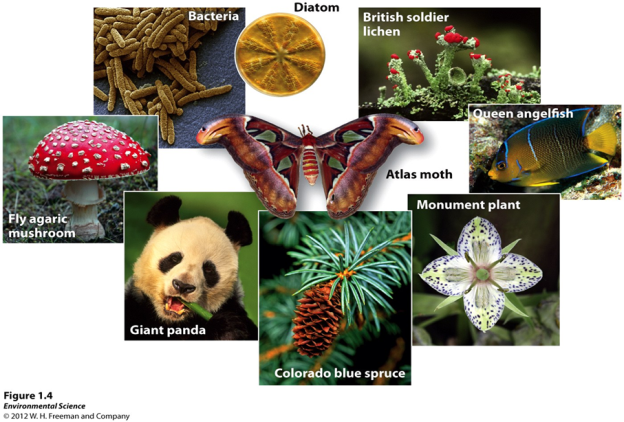 Bacteria
Diatom
British soldier
lichen
Queen angelfish
Atlas moth
Fly agaric
mushroom
Monument plant
Giant panda
Colorado blue spruce
Figure 1.4
Environmental Science
© 2012 W. H. Freeman and Company